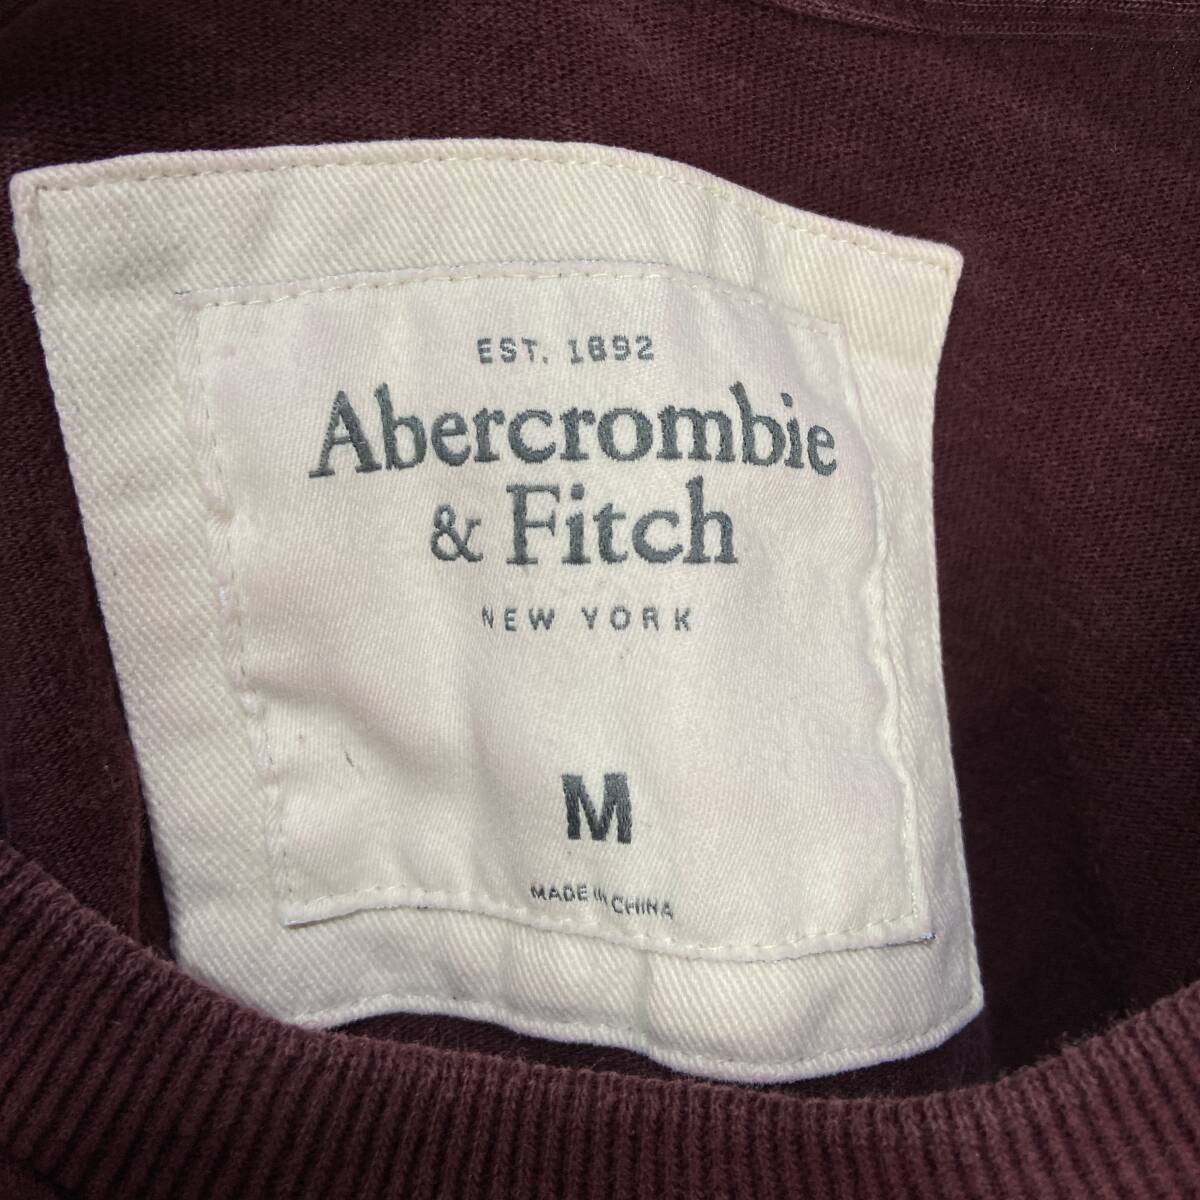 EST. 1892
Abercrombie
& Fitch
NEW YORK
M
MADE IN CHINA